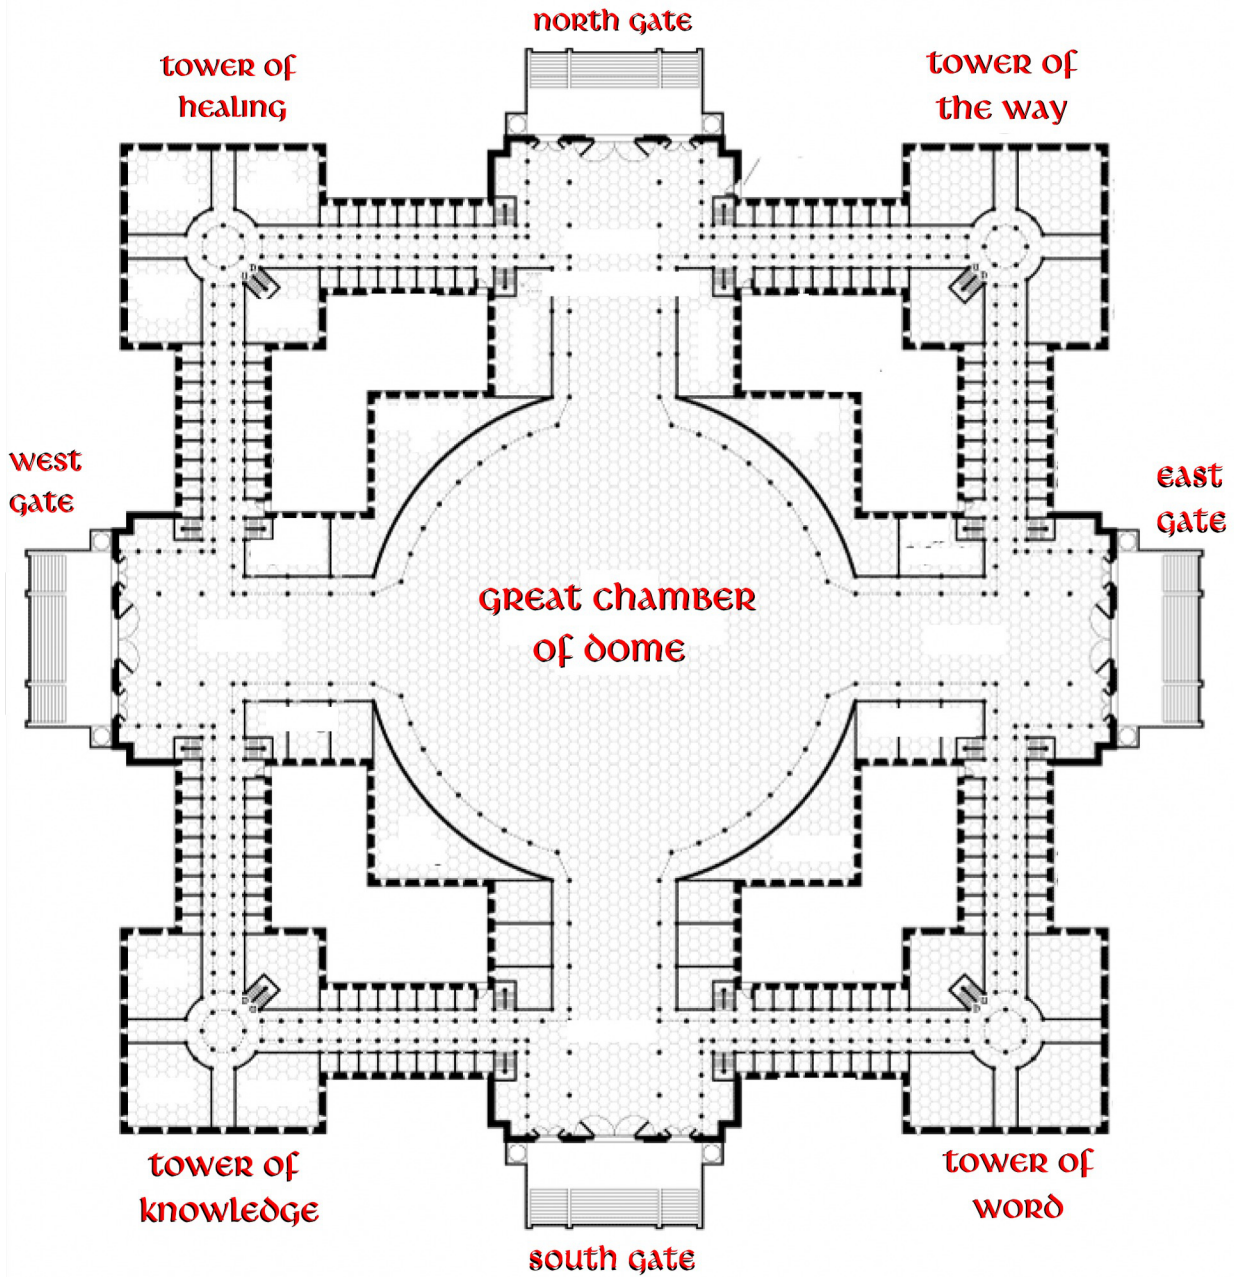 NORTH GATE
TOWER OF
HEALING
TOWER OF
THE WAY
WEST
GATE
EAST
GATE
GREAT CHAMBER
OF DOME
TOWER OF
KNOWLEDGE
TOWER OF
WORD
SOUTH GATE